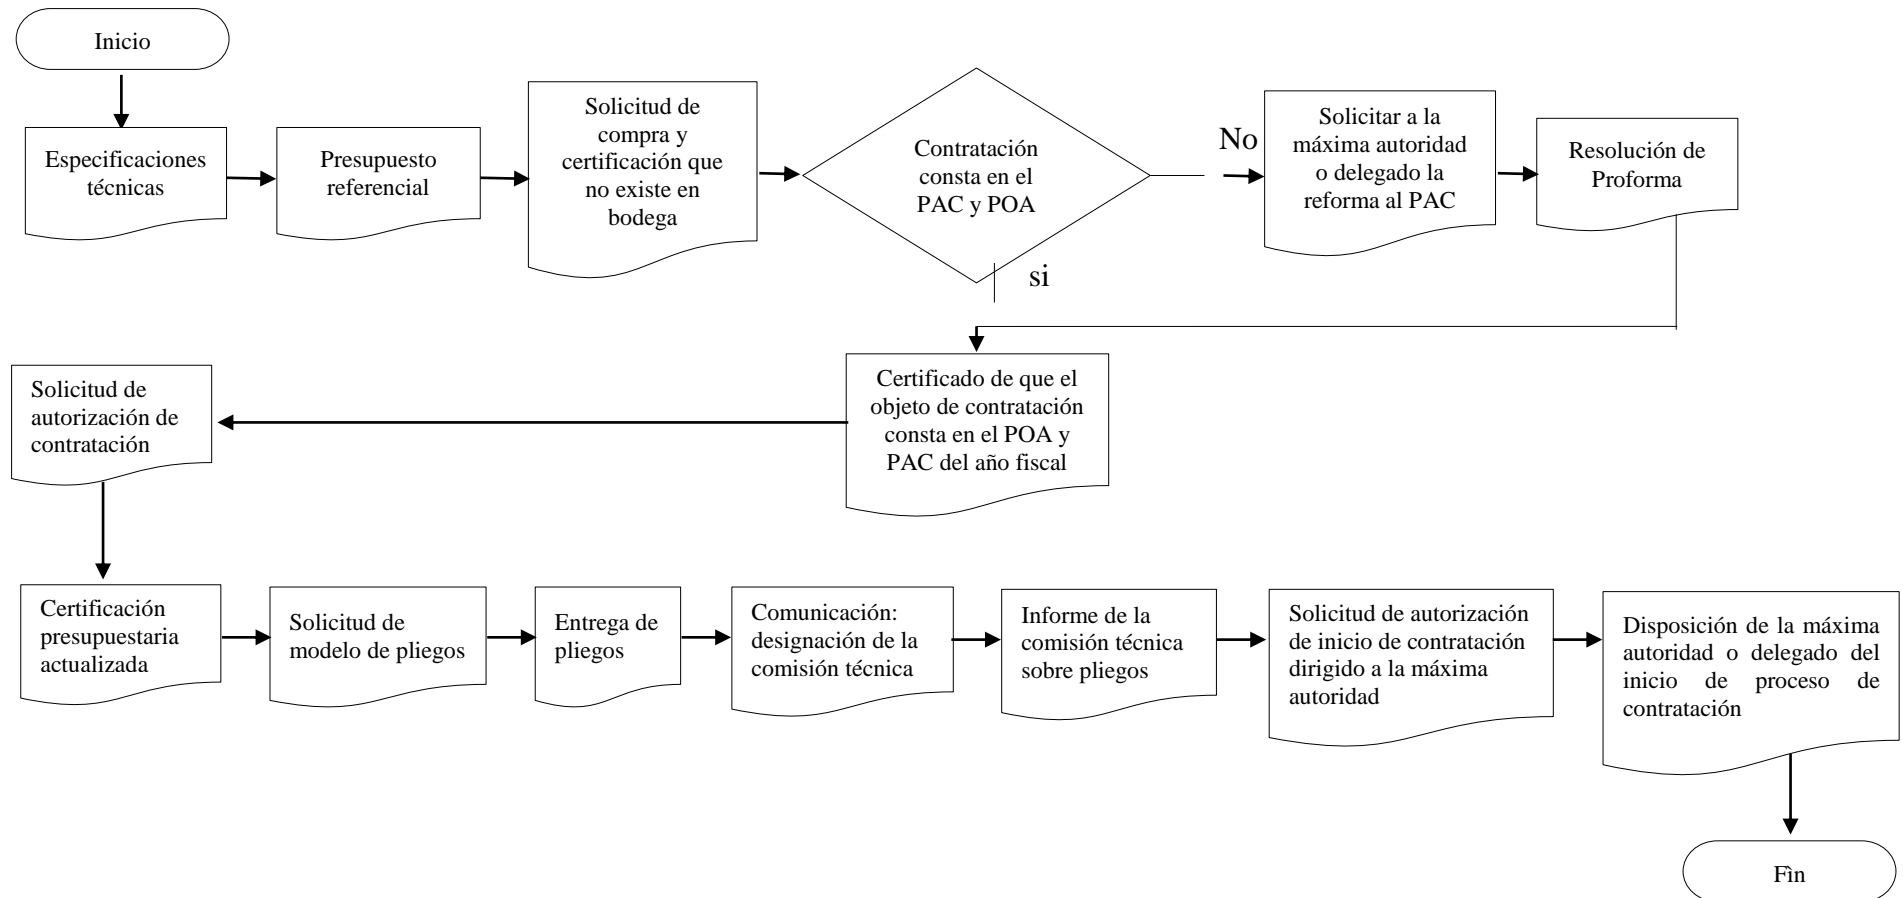 Inicio
Especificaciones
técnicas
Presupuesto
referencial
Solicitud de
compra y
certificación que
no existe en
bodega
Contratación
consta en el
PAC y POA
No
Solicitar a la
máxima autoridad
o delegado la
reforma al PAC
Resolución de
Proforma
si
Certificado de que el
objeto de contratación
consta en el POA y
PAC del año fiscal
Solicitud de
autorización de
contratación
Certificación
presupuestaria
actualizada
Solicitud de
modelo de pliegos
Entrega de
pliegos
Comunicación:
designación de la
comisión técnica
Informe de la
comisión técnica
sobre pliegos
Solicitud de autorización
de inicio de contratación
dirigido a la máxima
autoridad
Disposición de la máxima
autoridad o delegado del
inicio de proceso de
contratación
Fìn